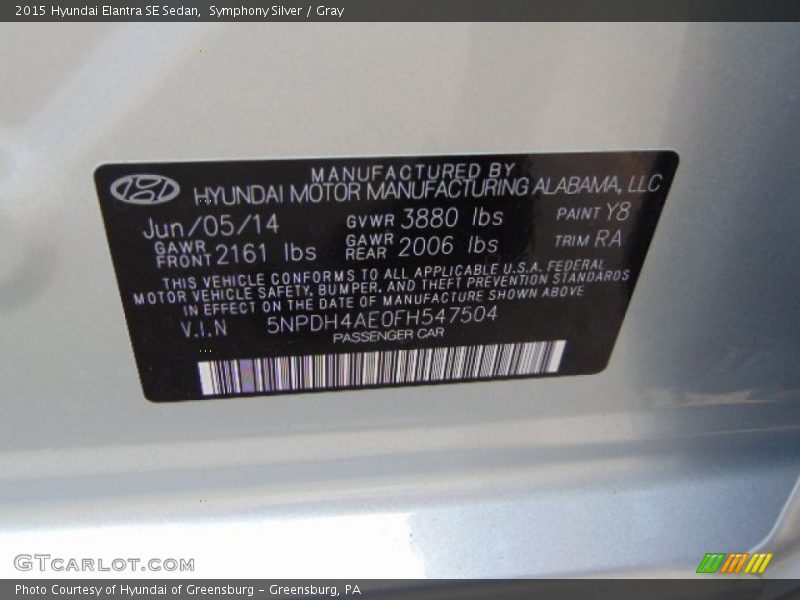 2015 Hyundai Elantra SE Sedan,  Symphony Silver / Gray
MANUFACTURED BY
HYUNDAI MOTOR MANUFACTURING ALABAMA, LLC
Jun/05/14 GVWR 3880 lbs PAINT Y8
GAWR FRONT 2161 lbs GAWR REAR 2006 lbs TRIM RA
THIS VEHICLE CONFORMS TO ALL APPLICABLE U.S.A. FEDERAL
MOTOR VEHICLE SAFETY, BUMPER, AND THEFT PREVENTION STANDARDS
IN EFFECT ON THE DATE OF MANUFACTURE SHOWN ABOVE
V.I.N 5NPDH4AE0FH547504
PASSENGER CAR
GTCARLOT.COM
Photo Courtesy of Hyundai of Greensburg - Greensburg, PA